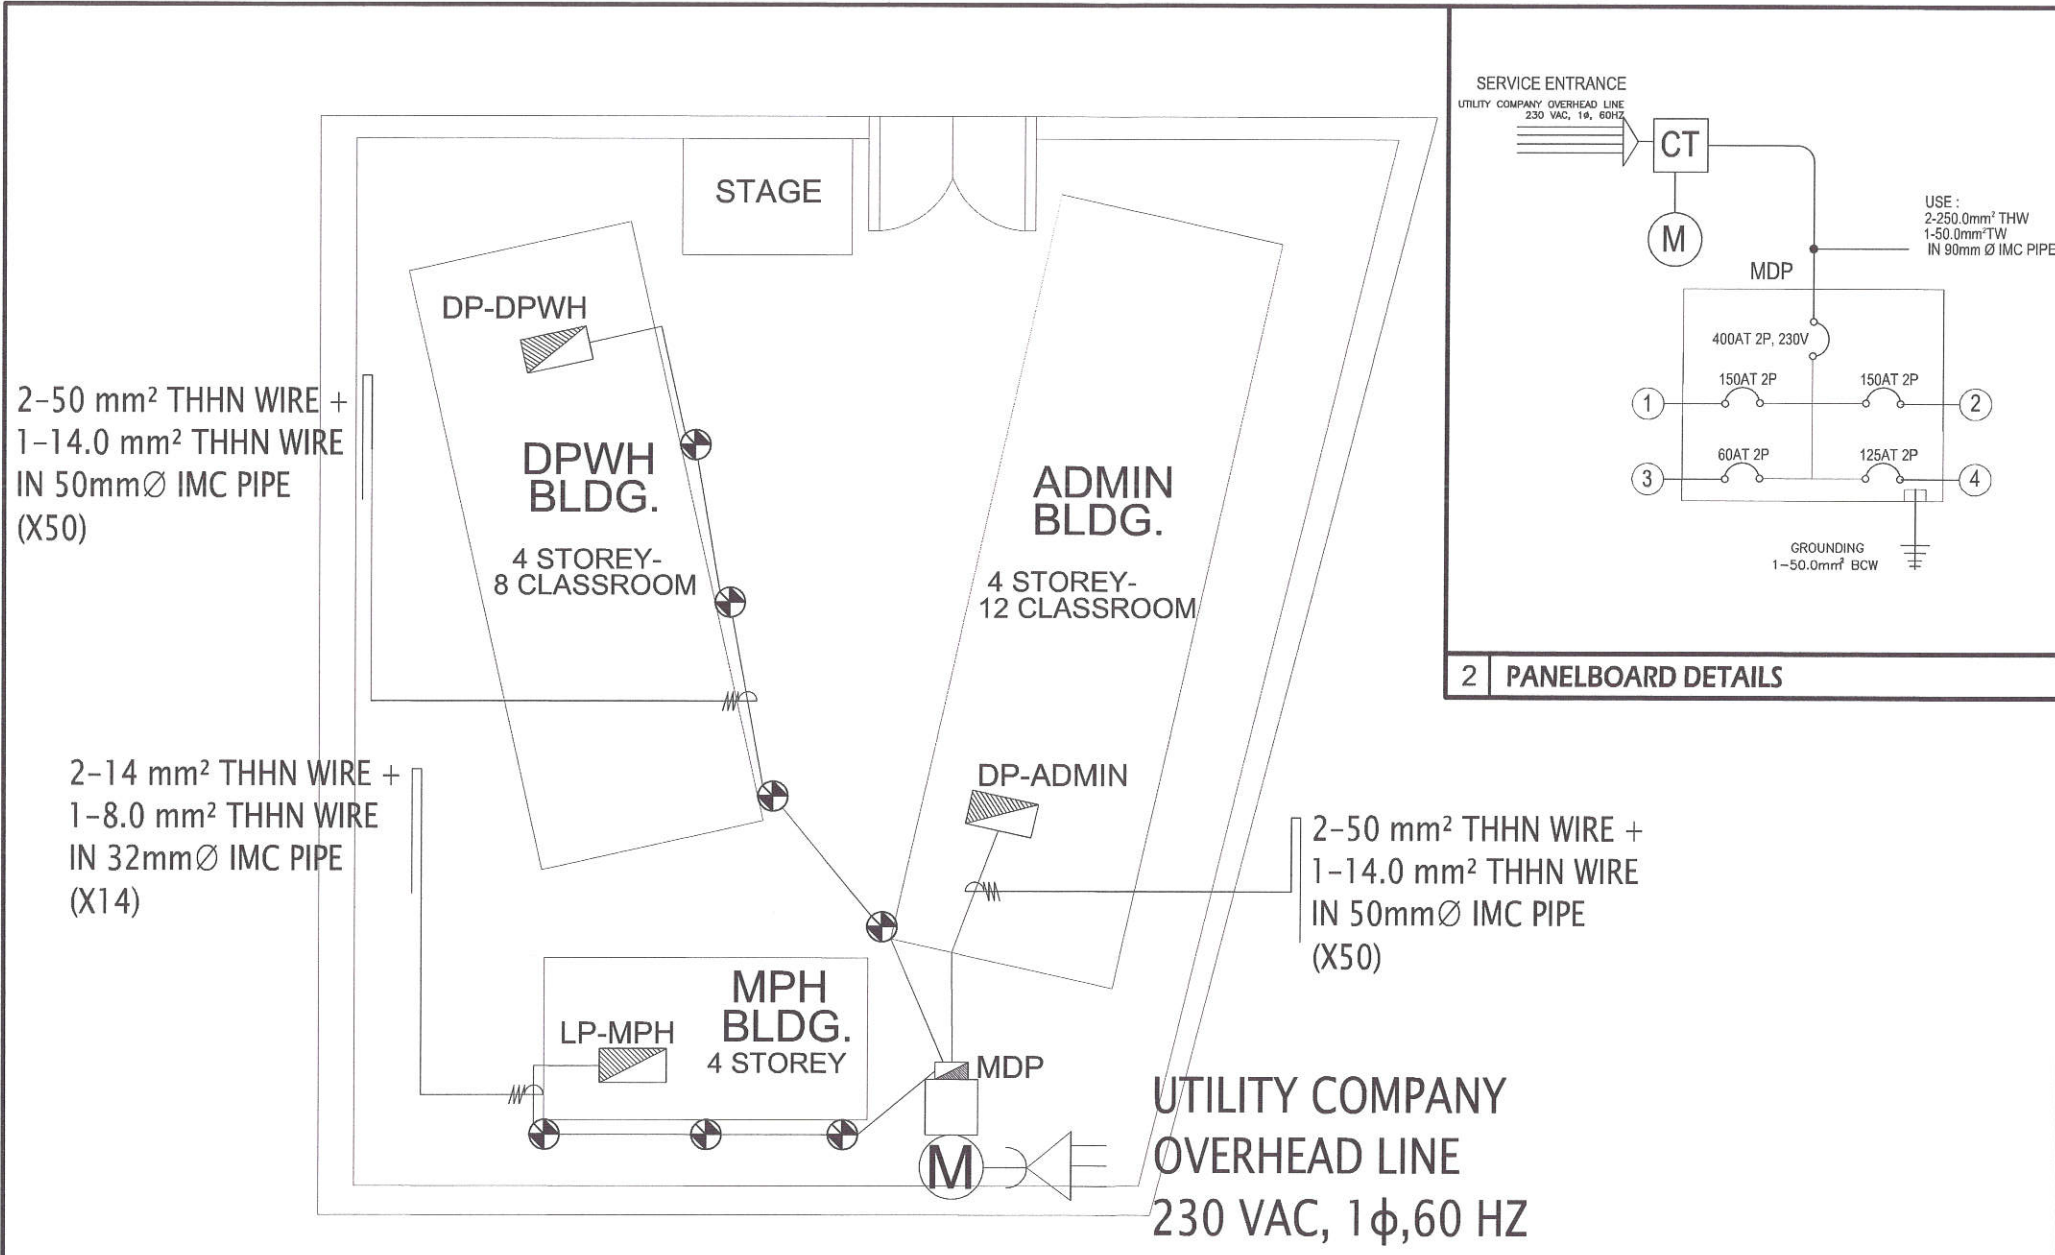 STAGE
DP-DPWH
2-50 mm² THHN WIRE +
1-14.0 mm² THHN WIRE
IN 50mmØ IMC PIPE
(X50)
DPWH
BLDG.
4 STOREY-
8 CLASSROOM
ADMIN
BLDG.
4 STOREY-
12 CLASSROOM
2-14 mm² THHN WIRE +
1-8.0 mm² THHN WIRE
IN 32mmØ IMC PIPE
(X14)
DP-ADMIN
2-50 mm² THHN WIRE +
1-14.0 mm² THHN WIRE
IN 50mmØ IMC PIPE
(X50)
MPH
BLDG.
4 STOREY
LP-MPH
MDP
M
UTILITY COMPANY
OVERHEAD LINE
230 VAC, 1ϕ,60 HZ
SERVICE ENTRANCE
UTILITY COMPANY OVERHEAD LINE
230 VAC, 1ϕ, 60HZ
CT
M
USE :
2-250.0mm² THW
1-50.0mm²TW
IN 90mm Ø IMC PIPE
MDP
400AT 2P, 230V
150AT 2P
150AT 2P
1
2
60AT 2P
125AT 2P
3
4
GROUNDING
1-50.0mm² BCW
2
PANELBOARD DETAILS